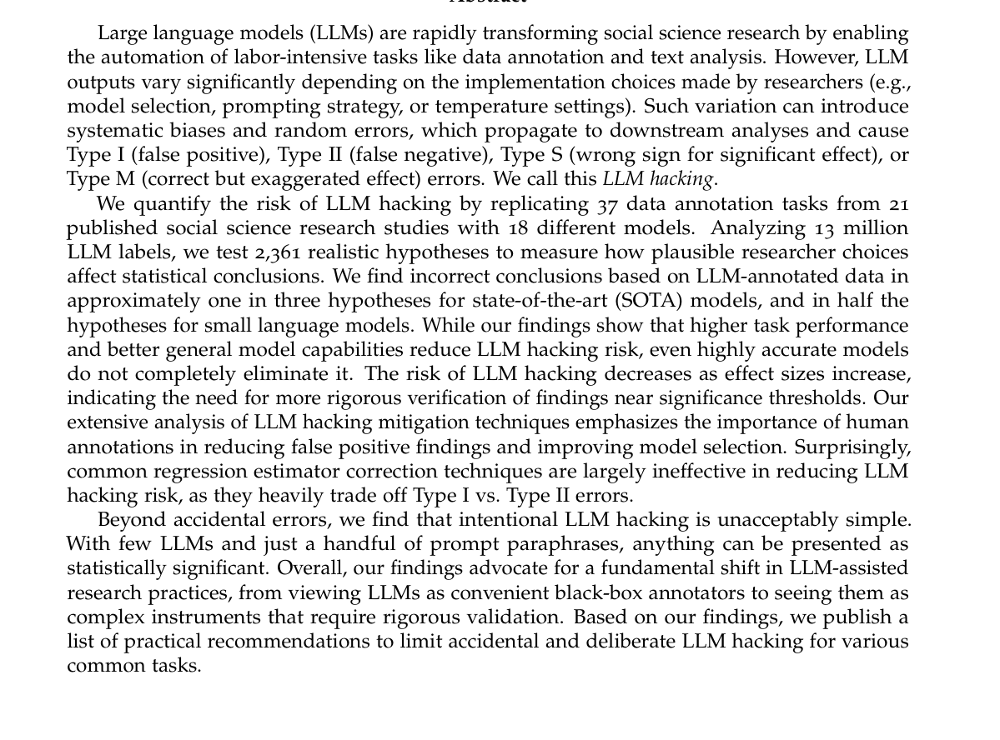 Abstract
Large language models (LLMs) are rapidly transforming social science research by enabling
the automation of labor-intensive tasks like data annotation and text analysis. However, LLM
outputs vary significantly depending on the implementation choices made by researchers (e.g.,
model selection, prompting strategy, or temperature settings). Such variation can introduce
systematic biases and random errors, which propagate to downstream analyses and cause
Type I (false positive), Type II (false negative), Type S (wrong sign for significant effect), or
Type M (correct but exaggerated effect) errors. We call this LLM hacking.
We quantify the risk of LLM hacking by replicating 37 data annotation tasks from 21
published social science research studies with 18 different models. Analyzing 13 million
LLM labels, we test 2,361 realistic hypotheses to measure how plausible researcher choices
affect statistical conclusions. We find incorrect conclusions based on LLM-annotated data in
approximately one in three hypotheses for state-of-the-art (SOTA) models, and in half the
hypotheses for small language models. While our findings show that higher task performance
and better general model capabilities reduce LLM hacking risk, even highly accurate models
do not completely eliminate it. The risk of LLM hacking decreases as effect sizes increase,
indicating the need for more rigorous verification of findings near significance thresholds. Our
extensive analysis of LLM hacking mitigation techniques emphasizes the importance of human
annotations in reducing false positive findings and improving model selection. Surprisingly,
common regression estimator correction techniques are largely ineffective in reducing LLM
hacking risk, as they heavily trade off Type I vs. Type II errors.
Beyond accidental errors, we find that intentional LLM hacking is unacceptably simple.
With few LLMs and just a handful of prompt paraphrases, anything can be presented as
statistically significant. Overall, our findings advocate for a fundamental shift in LLM-assisted
research practices, from viewing LLMs as convenient black-box annotators to seeing them as
complex instruments that require rigorous validation. Based on our findings, we publish a
list of practical recommendations to limit accidental and deliberate LLM hacking for various
common tasks.